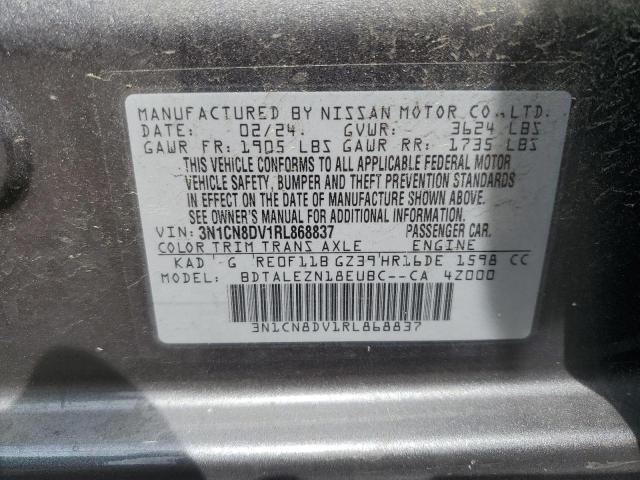 MANUFACTURED BY NISSAN MOTOR CO., LTD.
DATE: 02/24. GVWR: 3624 LBS
GAWR FR: 1905 LBS GAWR RR: 1735 LBS
THIS VEHICLE CONFORMS TO ALL APPLICABLE FEDERAL MOTOR
VEHICLE SAFETY, BUMPER AND THEFT PREVENTION STANDARDS
IN EFFECT ON THE DATE OF MANUFACTURE SHOWN ABOVE.
SEE OWNER'S MANUAL FOR ADDITIONAL INFORMATION.
VIN: 3N1CN8DV1RL868837 PASSENGER CAR.
COLOR TRIM TRANS AXLE ENGINE
KAD G RE0F11B GZ39 HR16DE 1598 CC
MODEL: BDTALEZN18EUBC--CA 4Z000
3N1CN8DV1RL868837